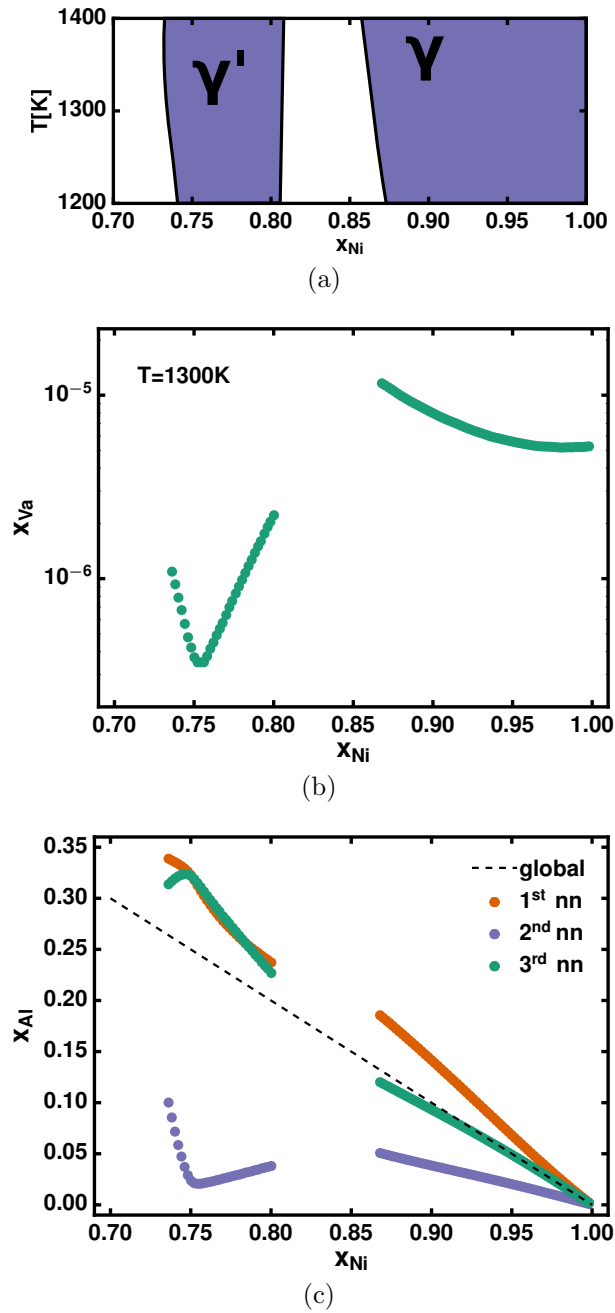 1400
1300
1200
T[K]
γ'
γ
0.70 0.75 0.80 0.85 0.90 0.95 1.00
xNi
(a)
T=1300K
10⁻⁵
10⁻⁶
xVa
0.70 0.75 0.80 0.85 0.90 0.95 1.00
xNi
(b)
0.35
0.30
0.25
0.20
0.15
0.10
0.05
0.00
xAl
global
1st nn
2nd nn
3rd nn
0.70 0.75 0.80 0.85 0.90 0.95 1.00
xNi
(c)